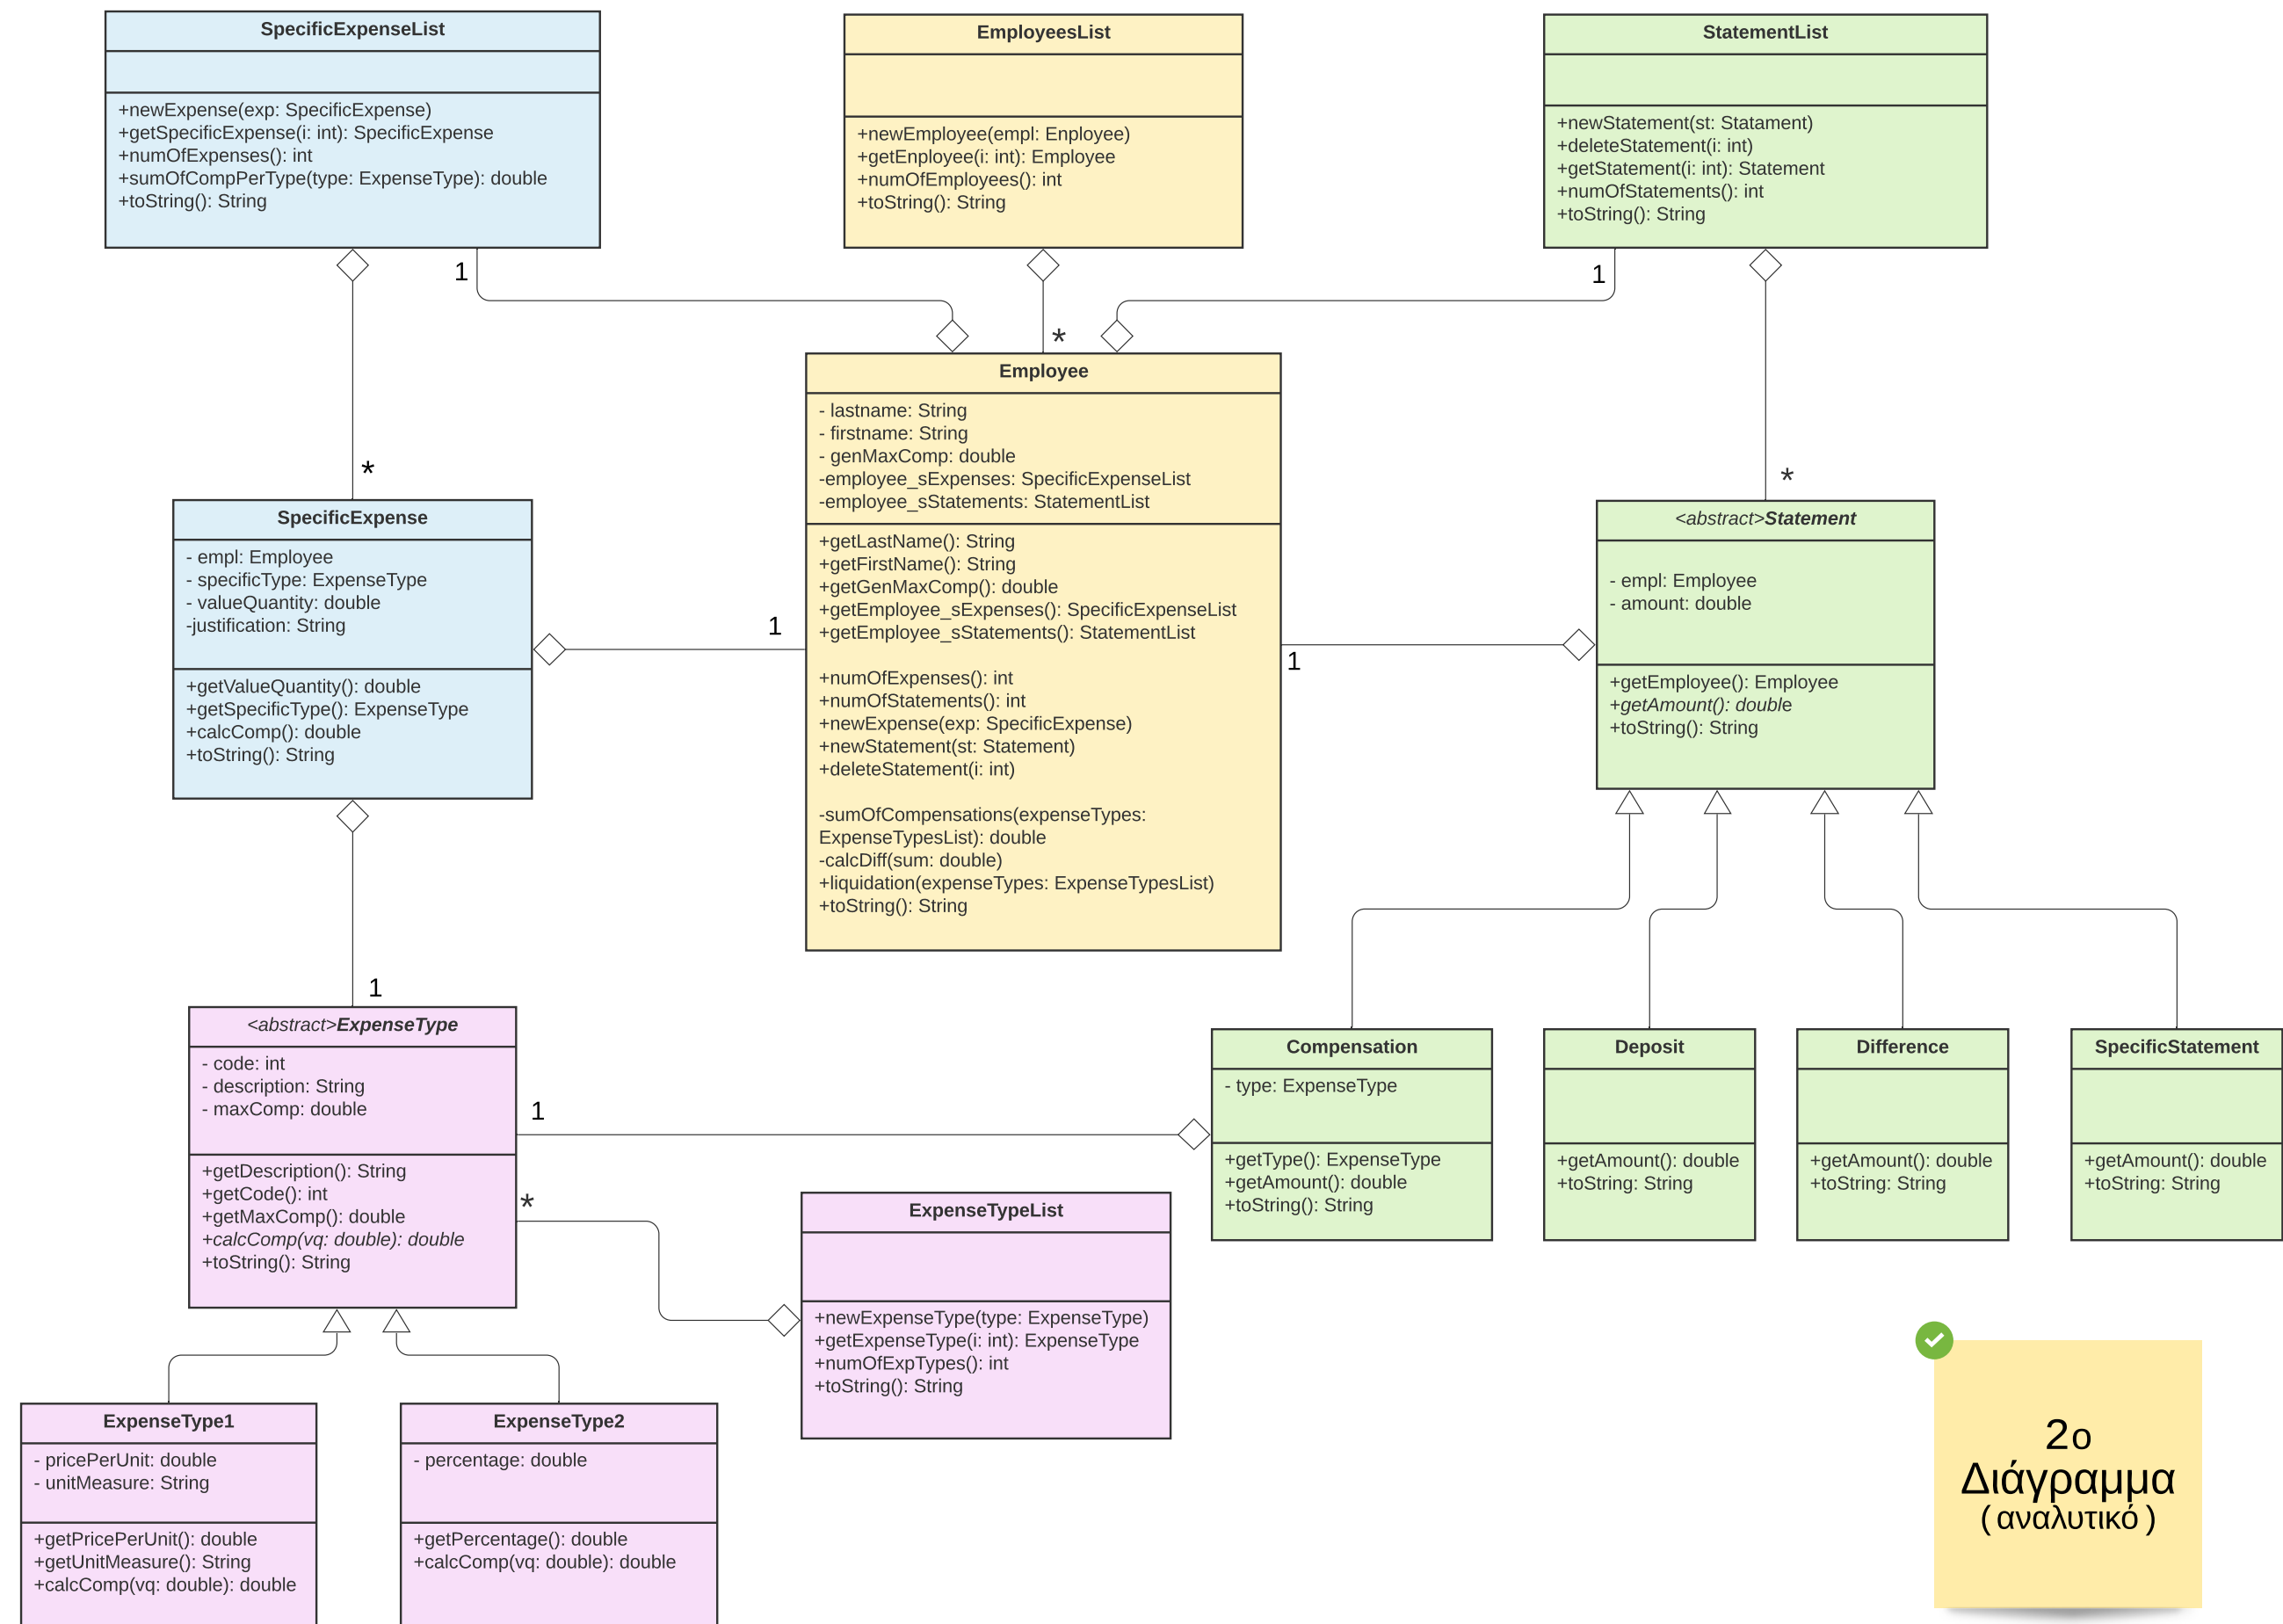 SpecificExpenseList
+newExpense(exp: SpecificExpense)
+getSpecificExpense(i: int): SpecificExpense
+numOfExpenses(): int
+sumOfCompPerType(type: ExpenseType): double
+toString(): String
EmployeesList
+newEmployee(empl: Enployee)
+getEnployee(i: int): Employee
+numOfEmployees(): int
+toString(): String
StatementList
+newStatement(st: Statament)
+deleteStatement(i: int)
+getStatement(i: int): Statement
+numOfStatements(): int
+toString(): String
1
1
*
*
*
Employee
- lastname: String
- firstname: String
- genMaxComp: double
-employee_sExpenses: SpecificExpenseList
-employee_sStatements: StatementList
+getLastName(): String
+getFirstName(): String
+getGenMaxComp(): double
+getEmployee_sExpenses(): SpecificExpenseList
+getEmployee_sStatements(): StatementList
+numOfExpenses(): int
+numOfStatements(): int
+newExpense(exp: SpecificExpense)
+newStatement(st: Statement)
+deleteStatement(i: int)
-sumOfCompensations(expenseTypes:
ExpenseTypesList): double
-calcDiff(sum: double)
+liquidation(expenseTypes: ExpenseTypesList)
+toString(): String
SpecificExpense
- empl: Employee
- specificType: ExpenseType
- valueQuantity: double
-justification: String
+getValueQuantity(): double
+getSpecificType(): ExpenseType
+calcComp(): double
+toString(): String
1
1
<abstract>Statement
- empl: Employee
- amount: double
+getEmployee(): Employee
+getAmount(): double
+toString(): String
1
<abstract>ExpenseType
- code: int
- description: String
- maxComp: double
+getDescription(): String
+getCode(): int
+getMaxComp(): double
+calcComp(vq: double): double
+toString(): String
1
*
Compensation
- type: ExpenseType
+getType(): ExpenseType
+getAmount(): double
+toString(): String
Deposit
+getAmount(): double
+toString: String
Difference
+getAmount(): double
+toString: String
SpecificStatement
+getAmount(): double
+toString: String
ExpenseTypeList
+newExpenseType(type: ExpenseType)
+getExpenseType(i: int): ExpenseType
+numOfExpTypes(): int
+toString(): String
ExpenseType1
- pricePerUnit: double
- unitMeasure: String
+getPricePerUnit(): double
+getUnitMeasure(): String
+calcComp(vq: double): double
ExpenseType2
- percentage: double
+getPercentage(): double
+calcComp(vq: double): double
2ο
Διάγραμμα
(αναλυτικό)